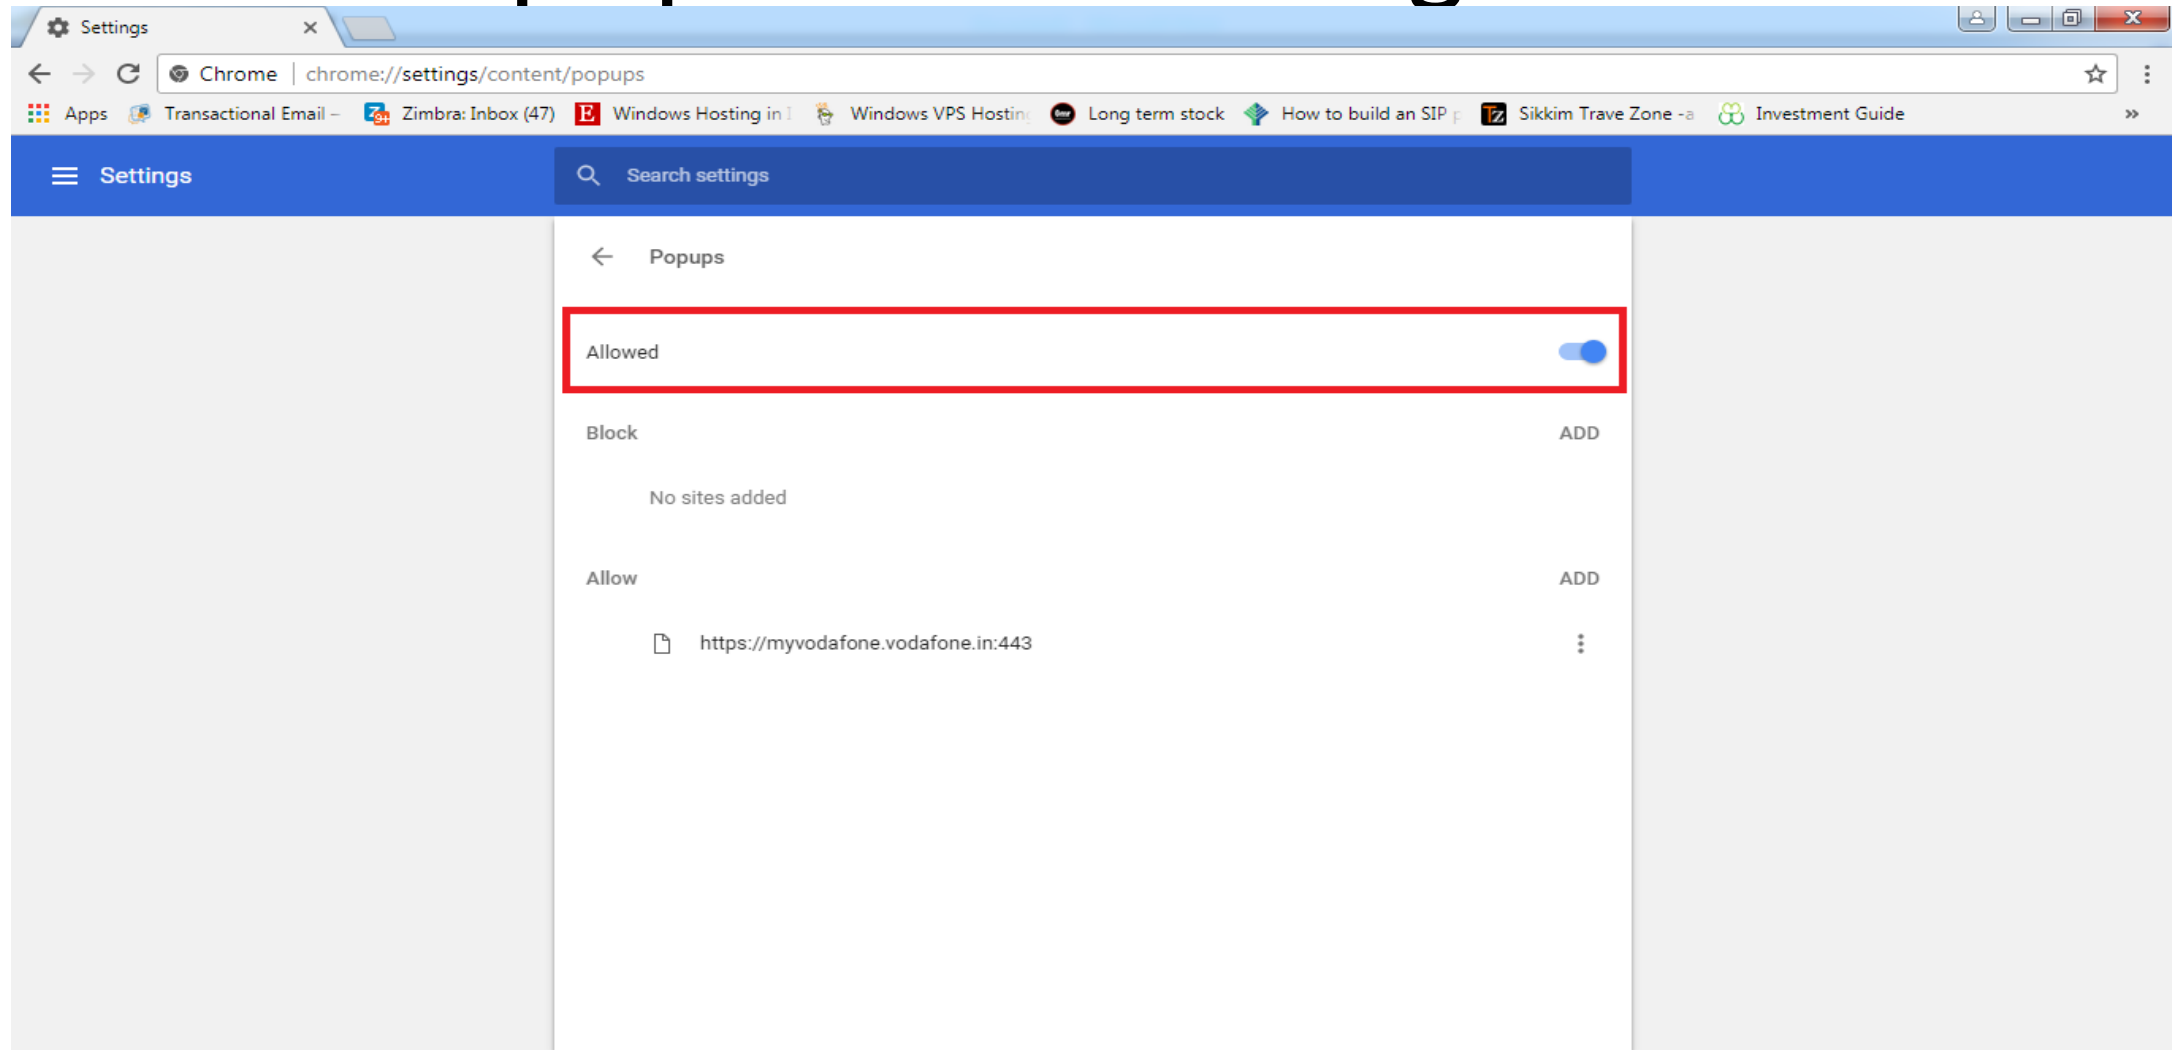 Settings
Chrome | chrome://settings/content/popups
Apps Transactional Email – Zimbra: Inbox (47) E Windows Hosting in I Windows VPS Hosting Long term stock How to build an SIP p TZ Sikkim Trave Zone -a Investment Guide »
Settings Search settings
Popups
Allowed
Block ADD
No sites added
Allow ADD
https://myvodafone.vodafone.in:443